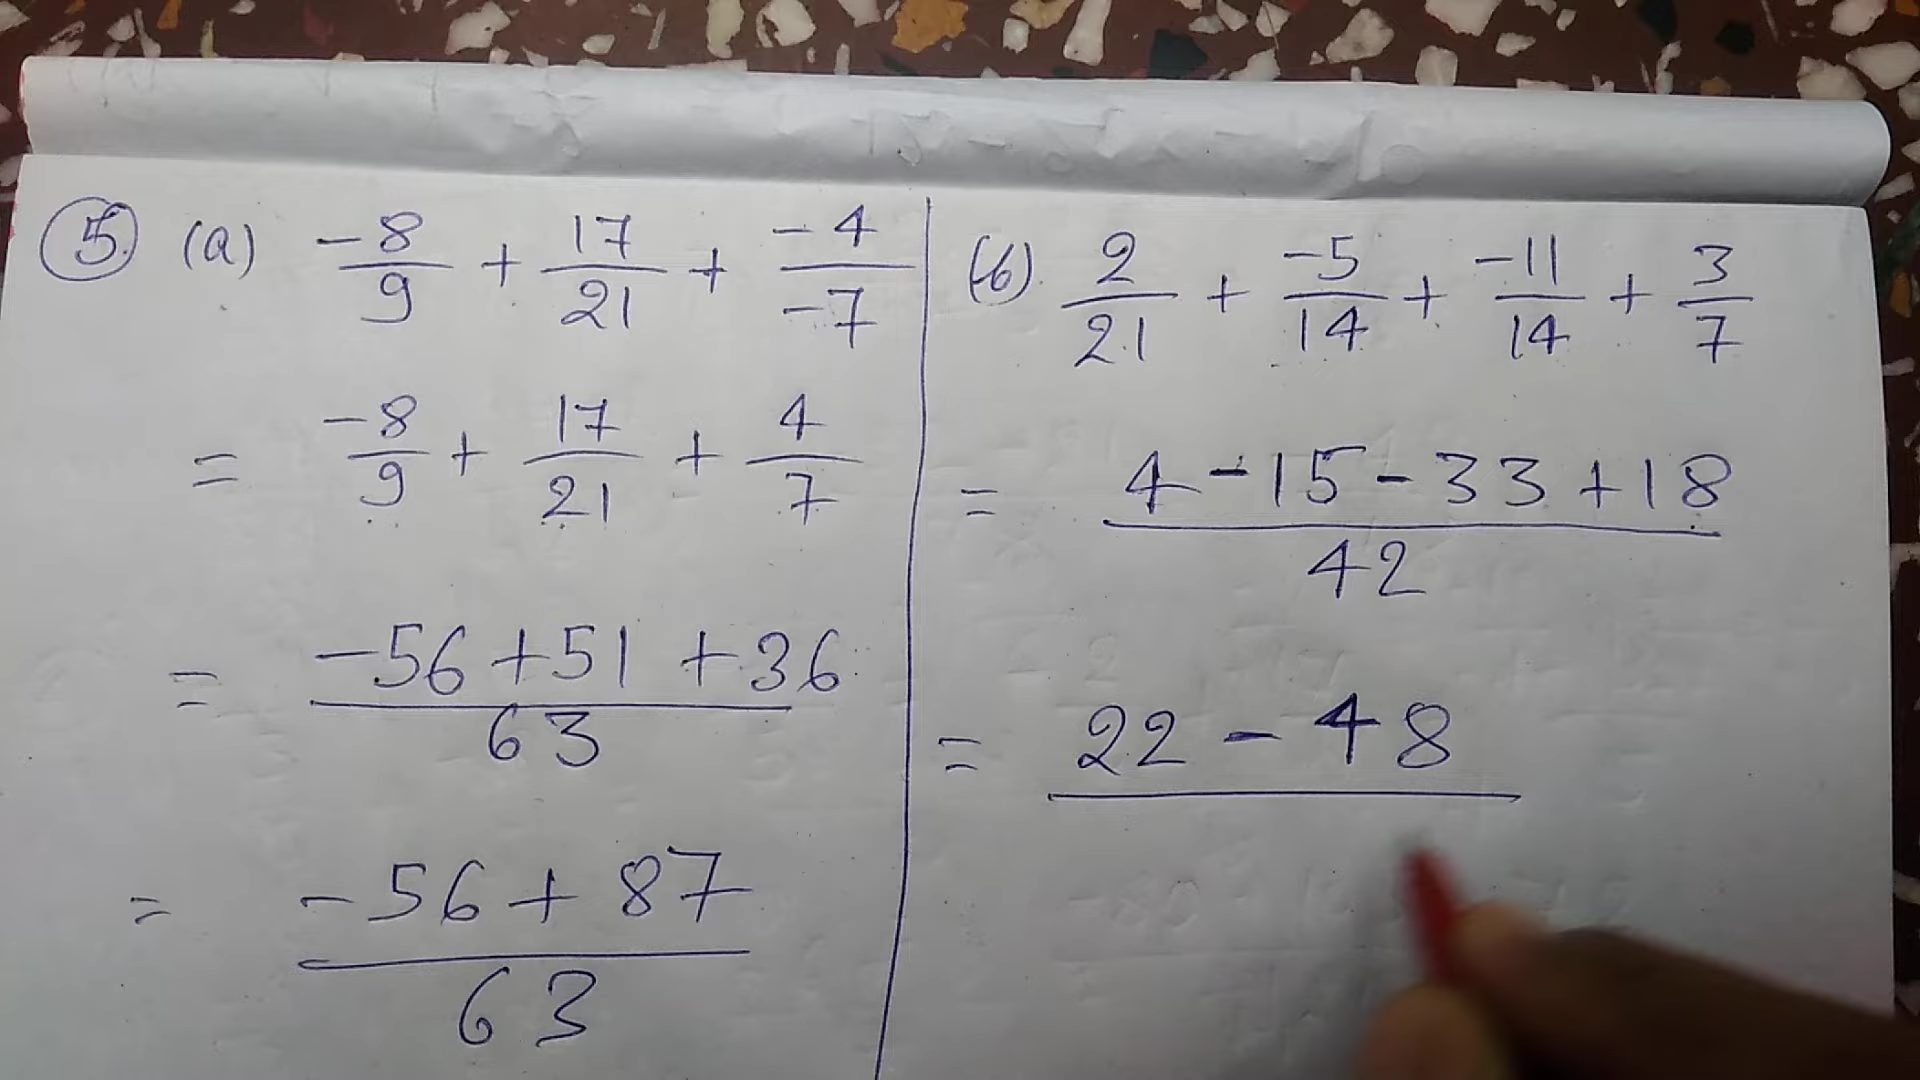 5. (a) -8/9 + 17/21 + -4/-7
= -8/9 + 17/21 + 4/7
= -56+51+36/63
= -56+87/63
(b). 2/21 + -5/14 + -11/14 + 3/7
= 4-15-33+18/42
= 22-48